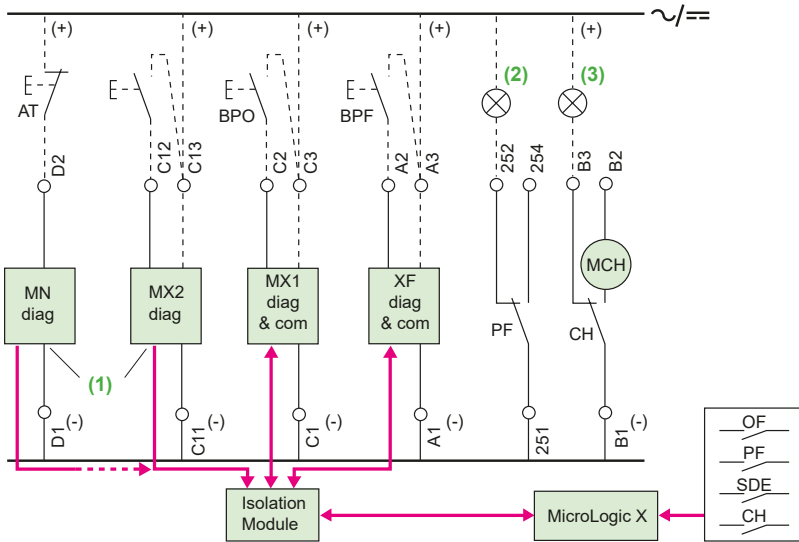 (+) (+) (+) (+) (+)
(2) (3)
AT BPO BPF
D2 C12 C13 C2 C3 A2 A3 252 254 B3 B2
MN
diag
MX2
diag
MX1
diag
& com
XF
diag
& com
MCH
PF CH
(1)
D1 (-) C11 (-) C1 (-) A1 (-) 251 B1 (-)
OF
PF
SDE
CH
Isolation
Module
MicroLogic X